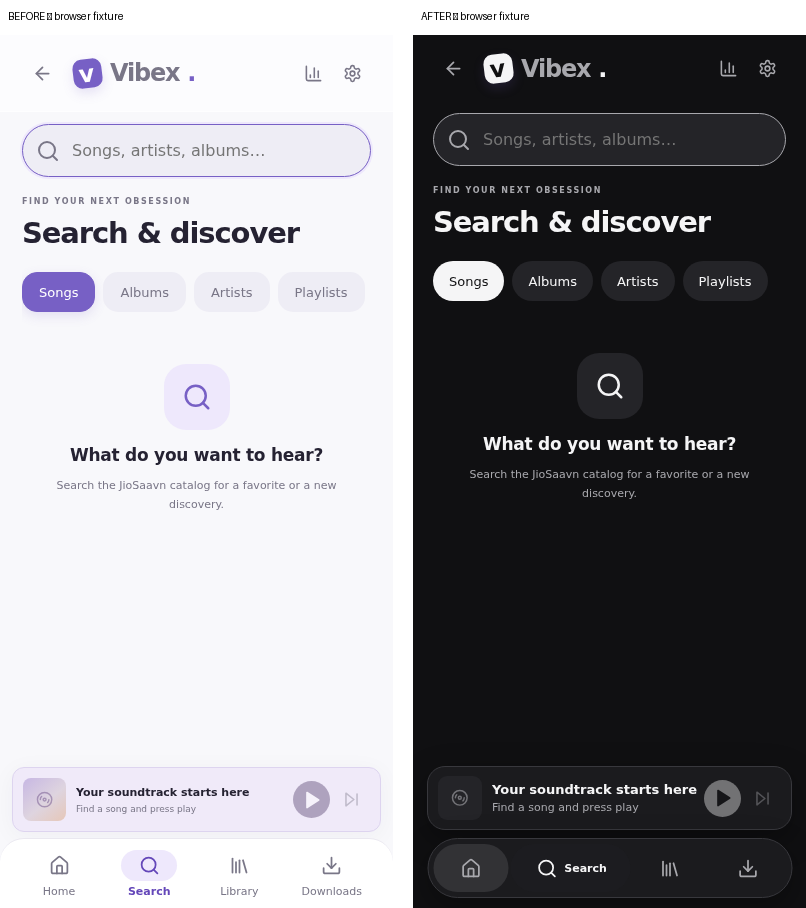 BEFORE browser fixture
V Vibex .
Songs, artists, albums...
FIND YOUR NEXT OBSESSION
Search & discover
Songs Albums Artists Playlists
What do you want to hear?
Search the JioSaavn catalog for a favorite or a new
discovery.
Your soundtrack starts here
Find a song and press play
Home Search Library Downloads
AFTER browser fixture
V Vibex .
Songs, artists, albums...
FIND YOUR NEXT OBSESSION
Search & discover
Songs Albums Artists Playlists
What do you want to hear?
Search the JioSaavn catalog for a favorite or a new
discovery.
Your soundtrack starts here
Find a song and press play
Search